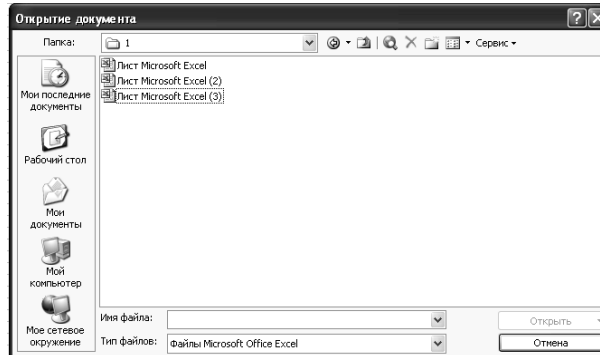 Открытие документа
Папка:
1
Сервис
Лист Microsoft Excel
Лист Microsoft Excel (2)
Лист Microsoft Excel (3)
Мои последние
документы
Рабочий стол
Мои
документы
Мой
компьютер
Мое сетевое
окружение
Имя файла:
Открыть
Тип файлов:
Файлы Microsoft Office Excel
Отмена